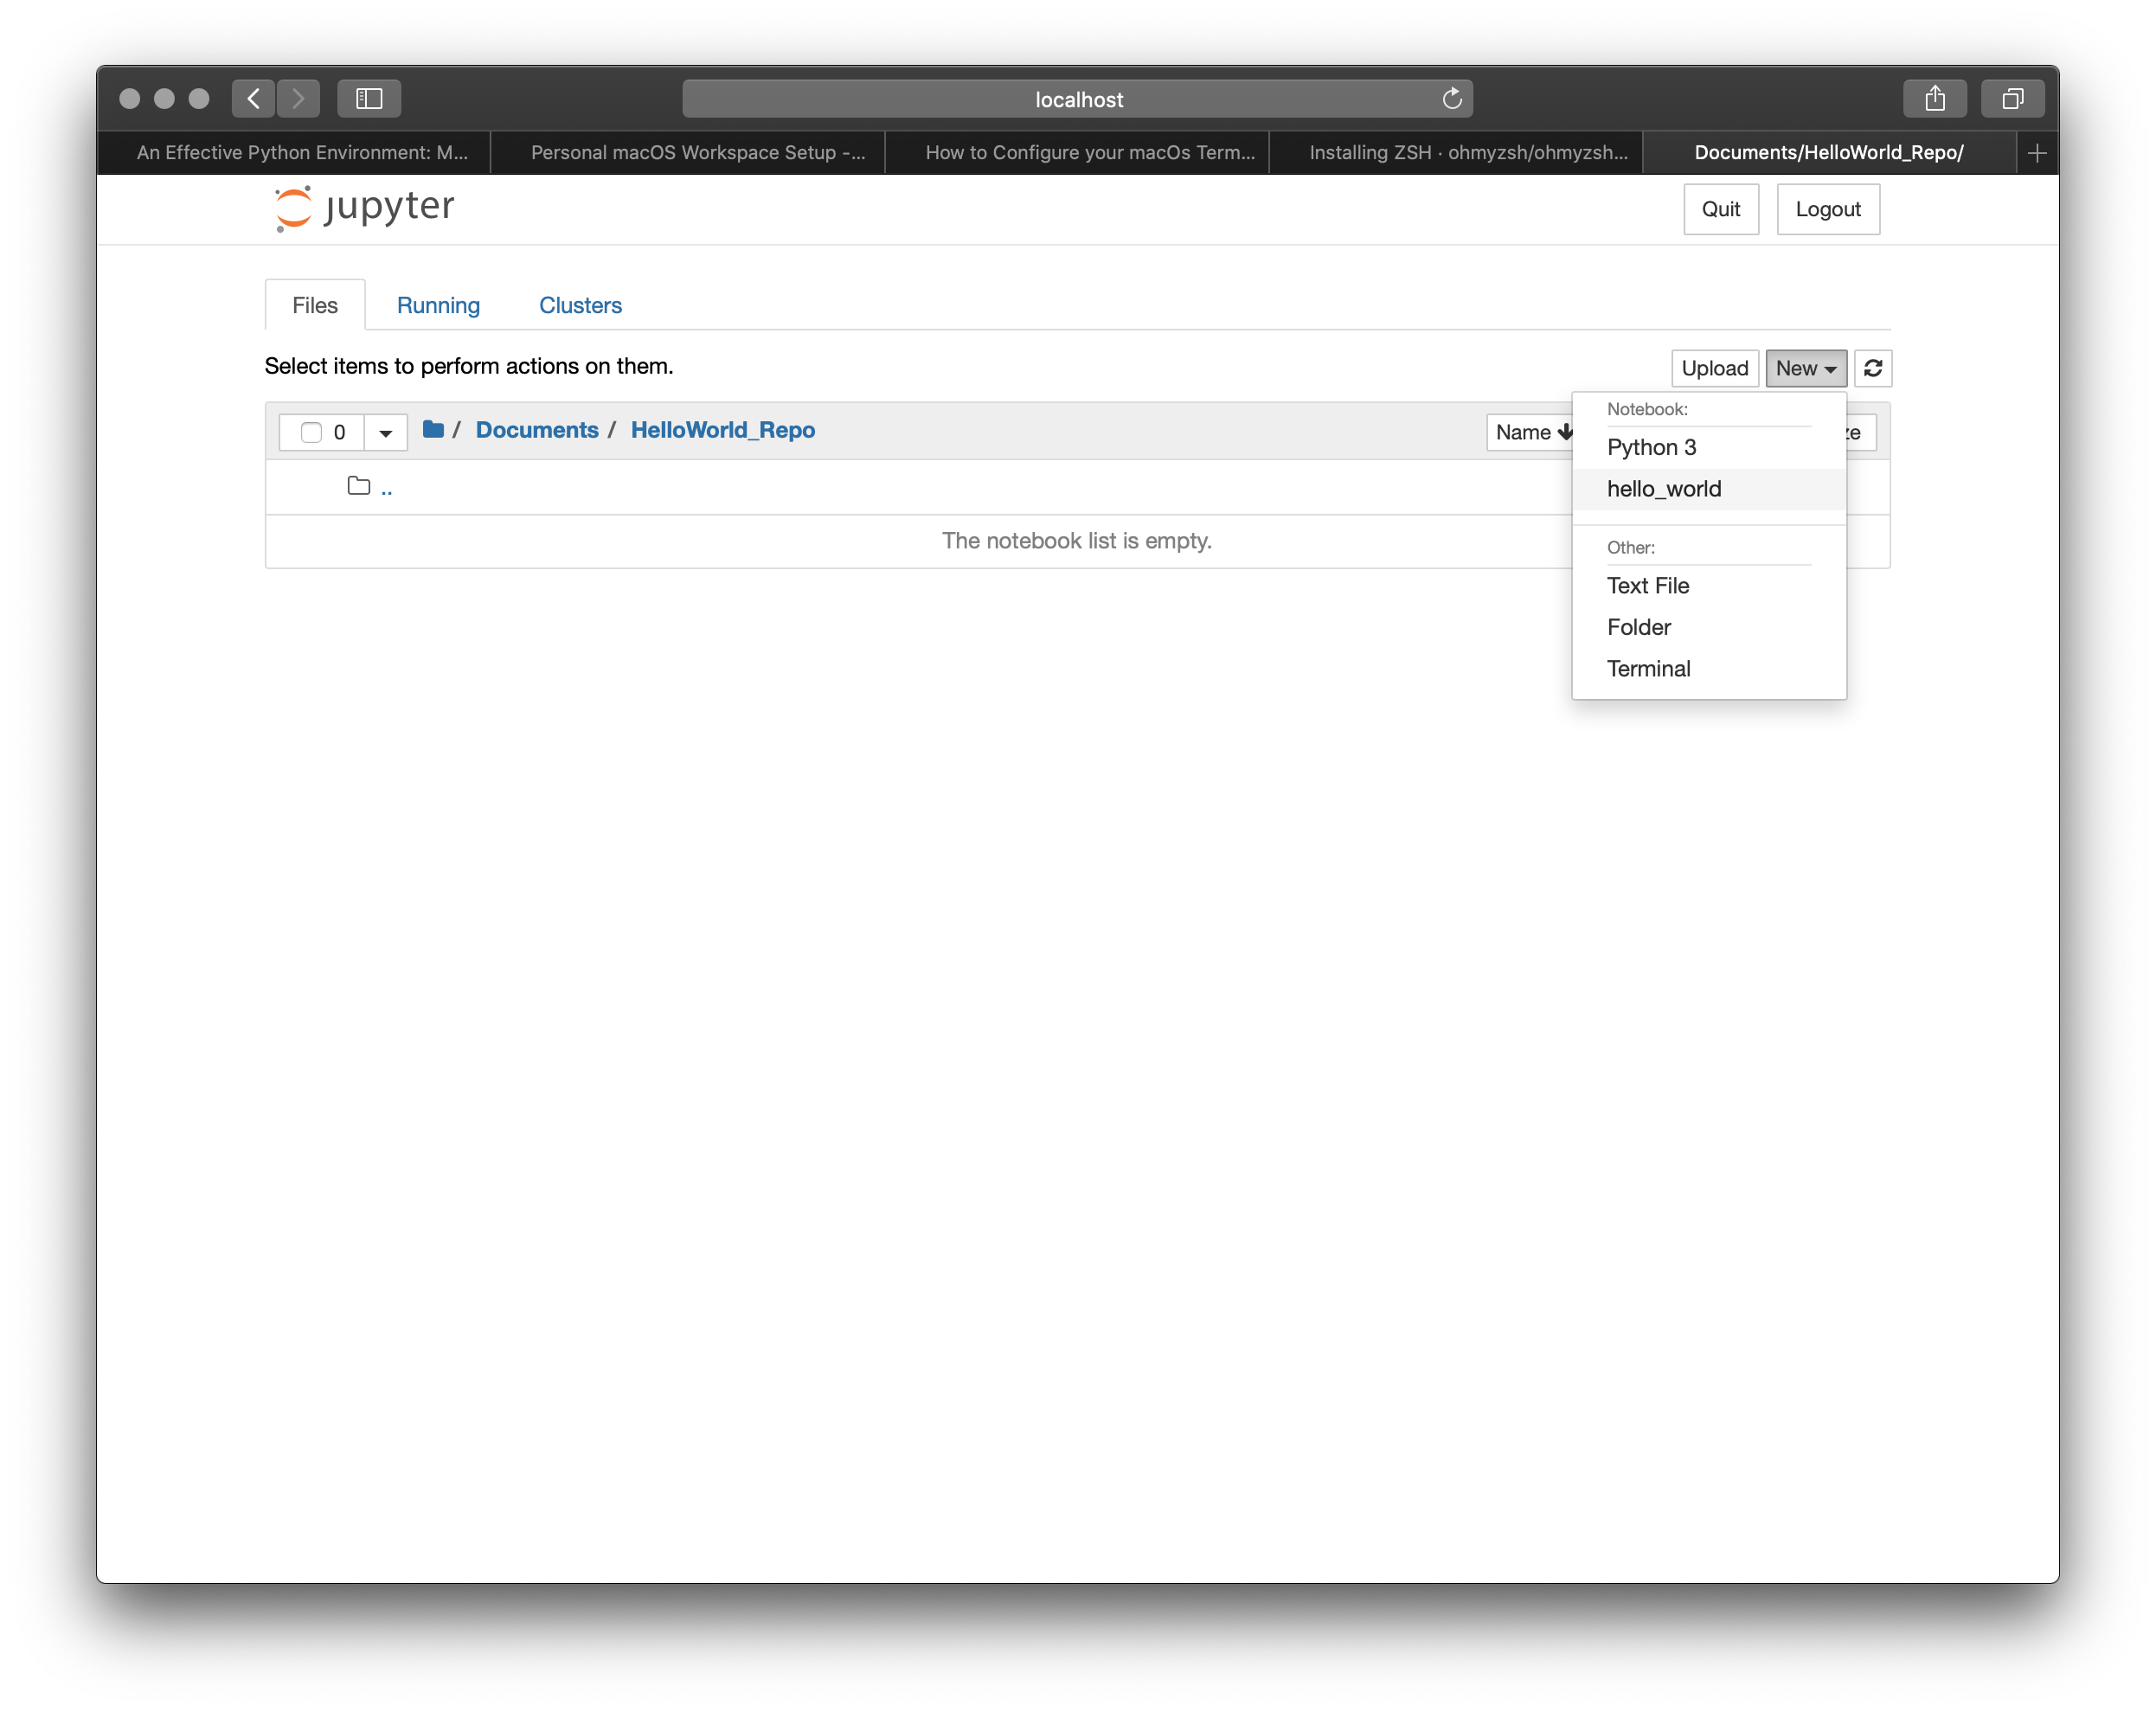 localhost
An Effective Python Environment: M...
Personal macOS Workspace Setup -...
How to Configure your macOs Term...
Installing ZSH · ohmyzsh/ohmyzsh...
Documents/HelloWorld_Repo/
jupyter
Quit
Logout
Files
Running
Clusters
Select items to perform actions on them.
Upload
New
0
/ Documents / HelloWorld_Repo
Name
..
The notebook list is empty.
Notebook:
Python 3
hello_world
Other:
Text File
Folder
Terminal